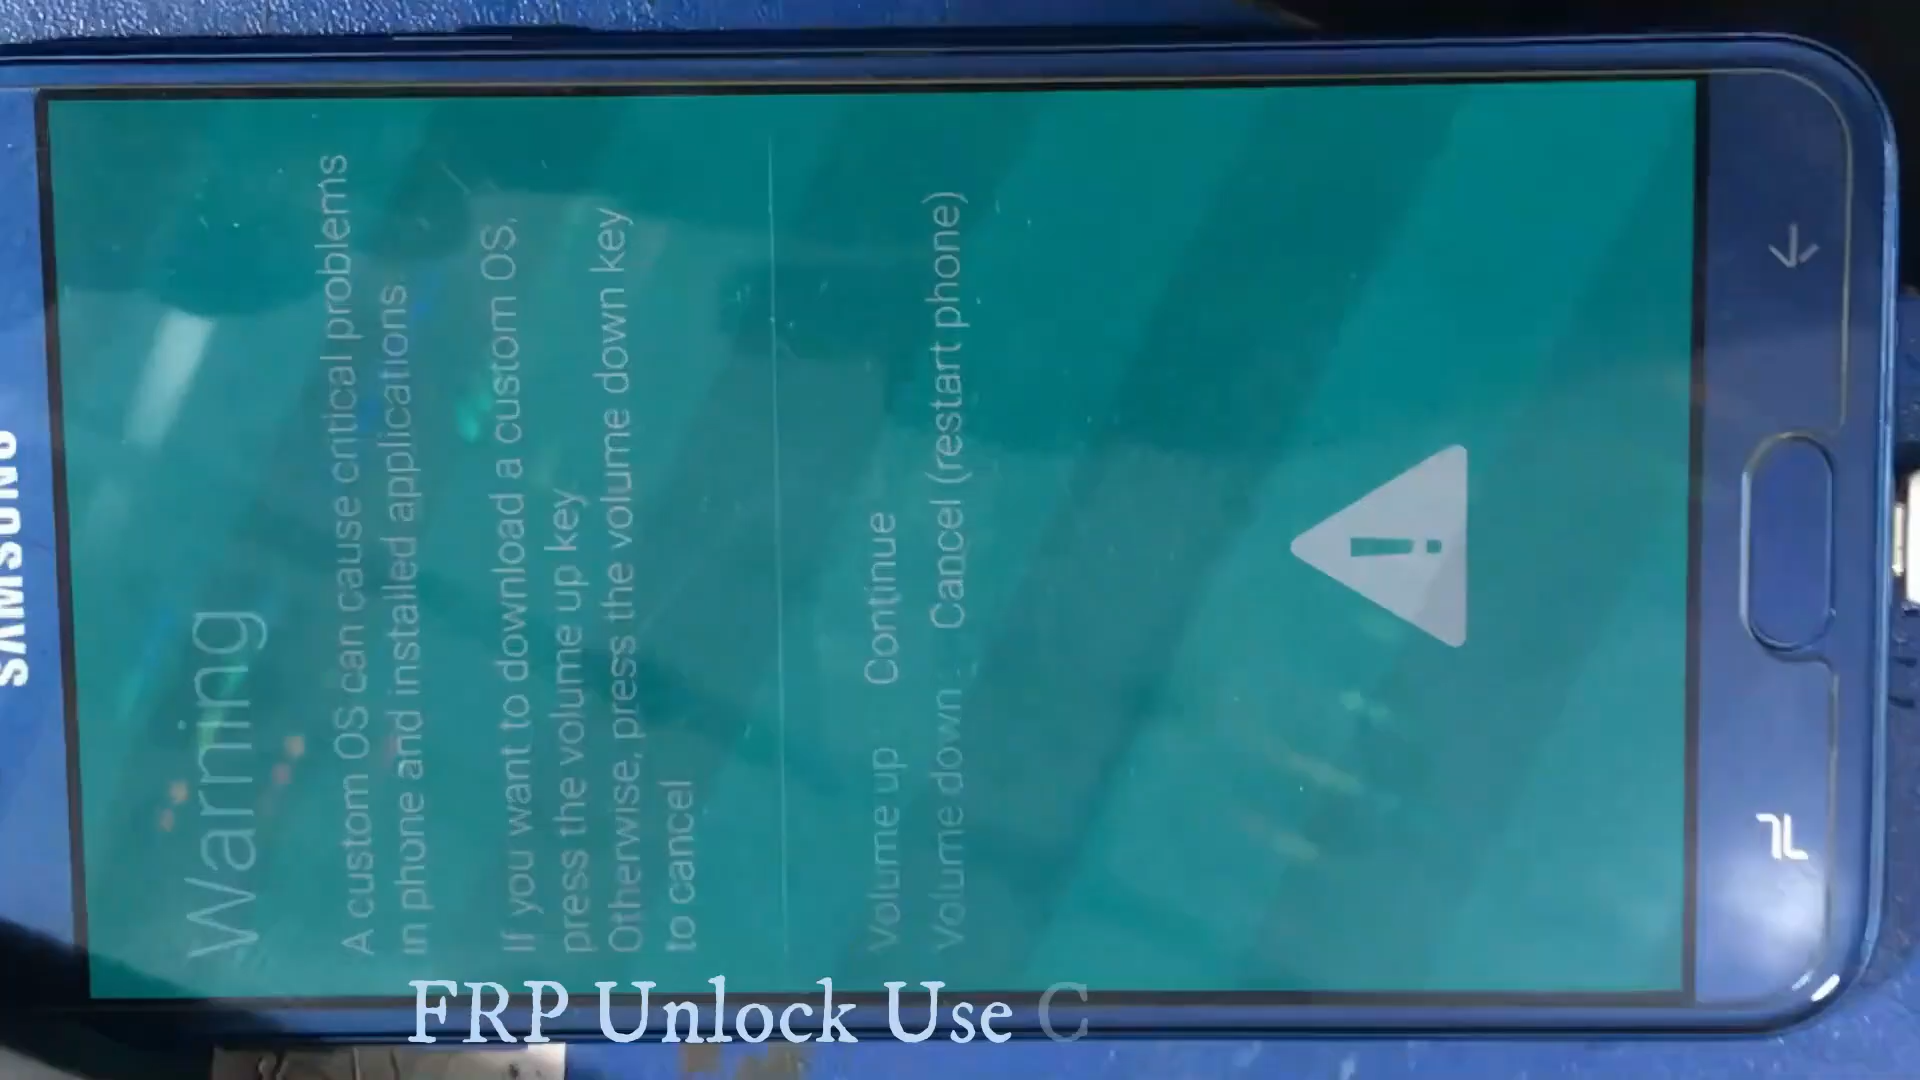 SAMSUNG
Warning
A custom OS can cause critical problems
in phone and installed applications
If you want to download a custom OS,
press the volume up key
Otherwise, press the volume down key
to cancel
Volume up Continue
Volume down : Cancel (restart phone)
FRP Unlock Use C